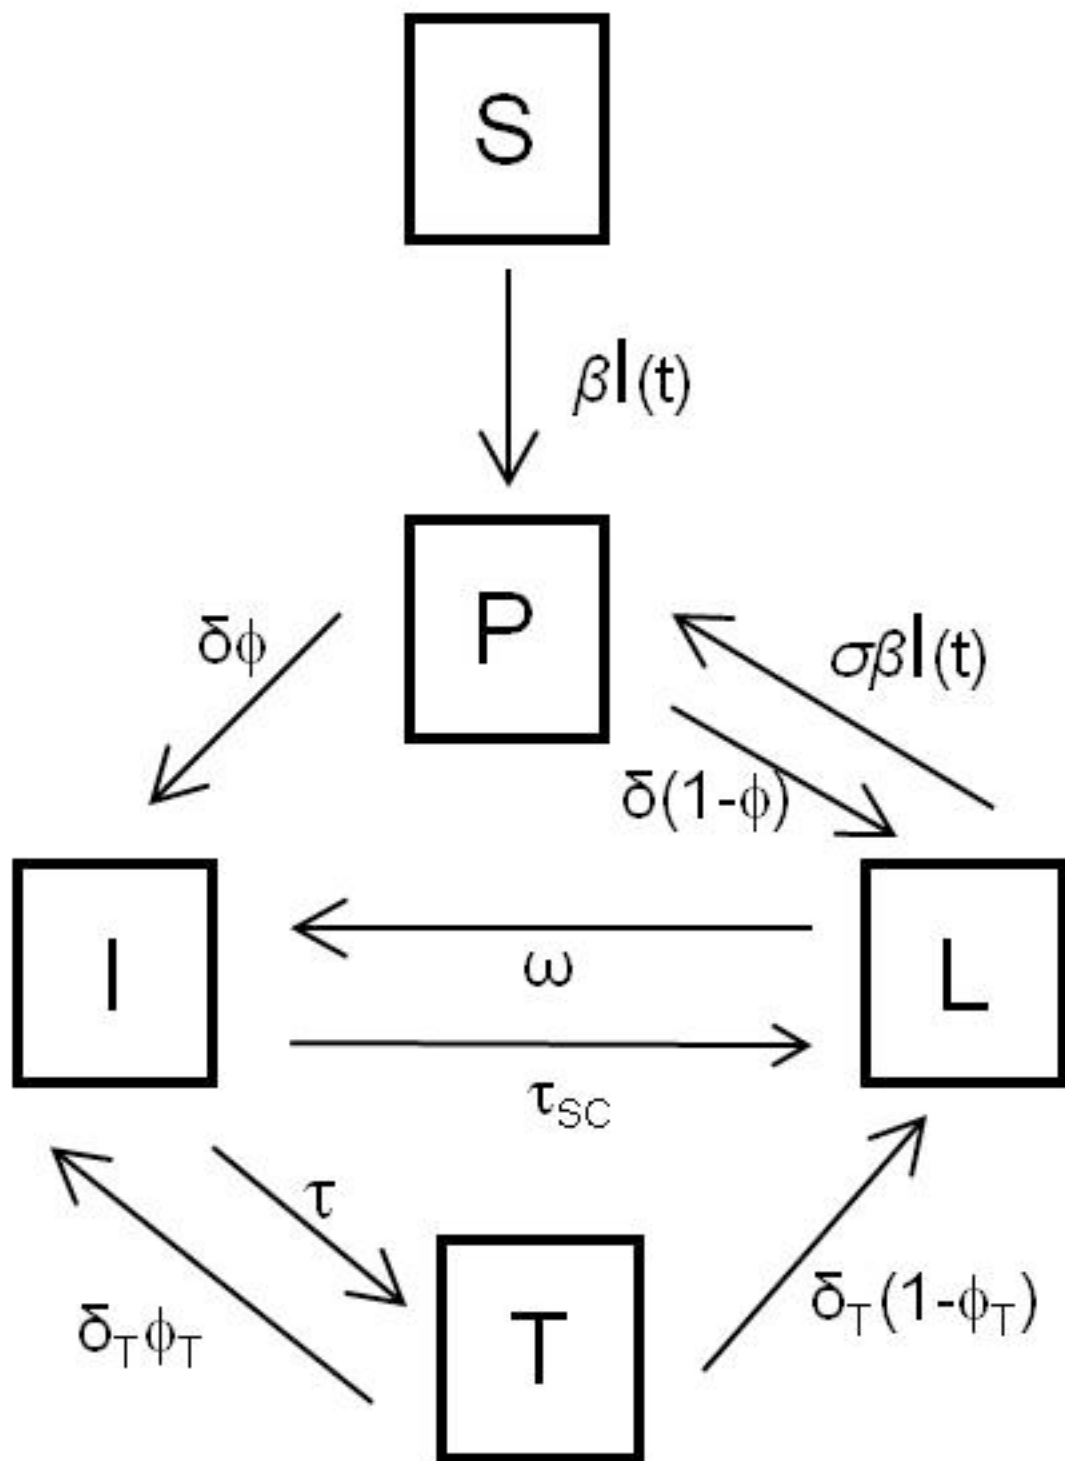 S
βI(t)
P
δϕ
σβI(t)
δ(1-ϕ)
I
L
ω
τSC
τ
δTϕT
T
δT(1-ϕT)